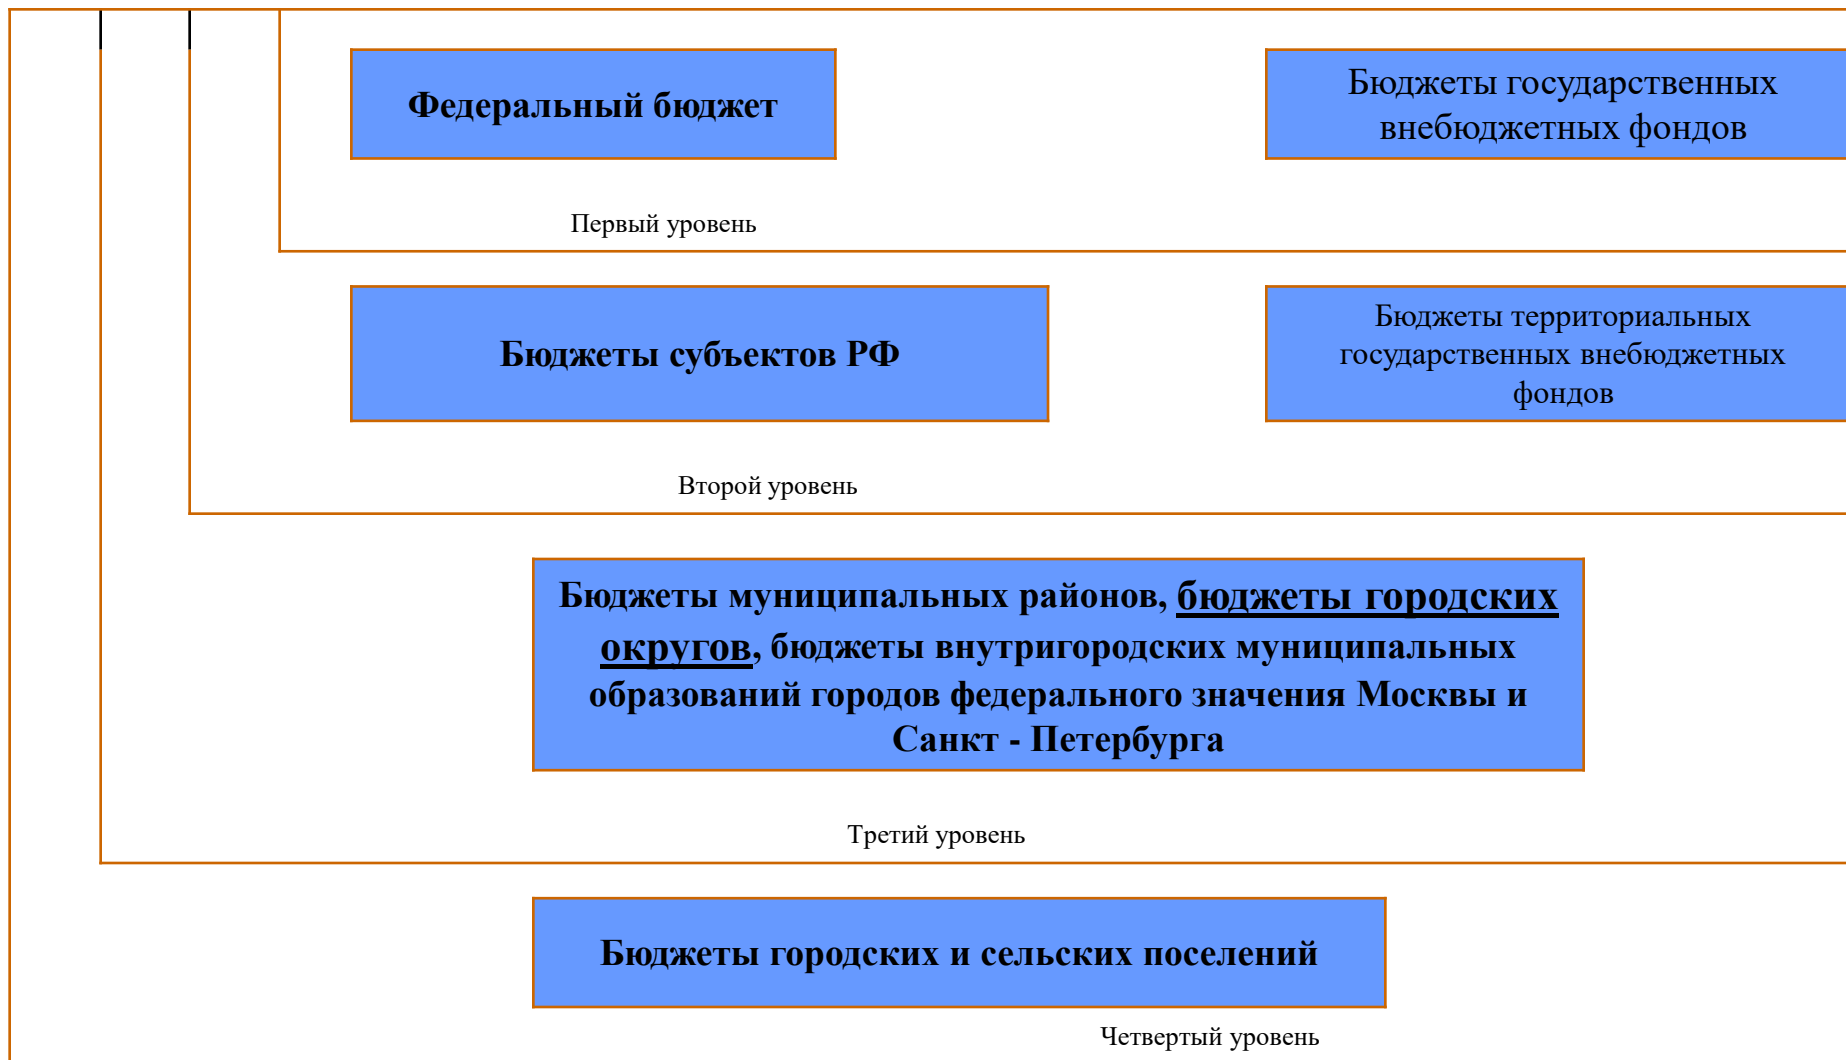 Федеральный бюджет
Бюджеты государственных
внебюджетных фондов
Первый уровень
Бюджеты субъектов РФ
Бюджеты территориальных
государственных внебюджетных
фондов
Второй уровень
Бюджеты муниципальных районов, бюджеты городских
округов, бюджеты внутригородских муниципальных
образований городов федерального значения Москвы и
Санкт - Петербурга
Третий уровень
Бюджеты городских и сельских поселений
Четвертый уровень